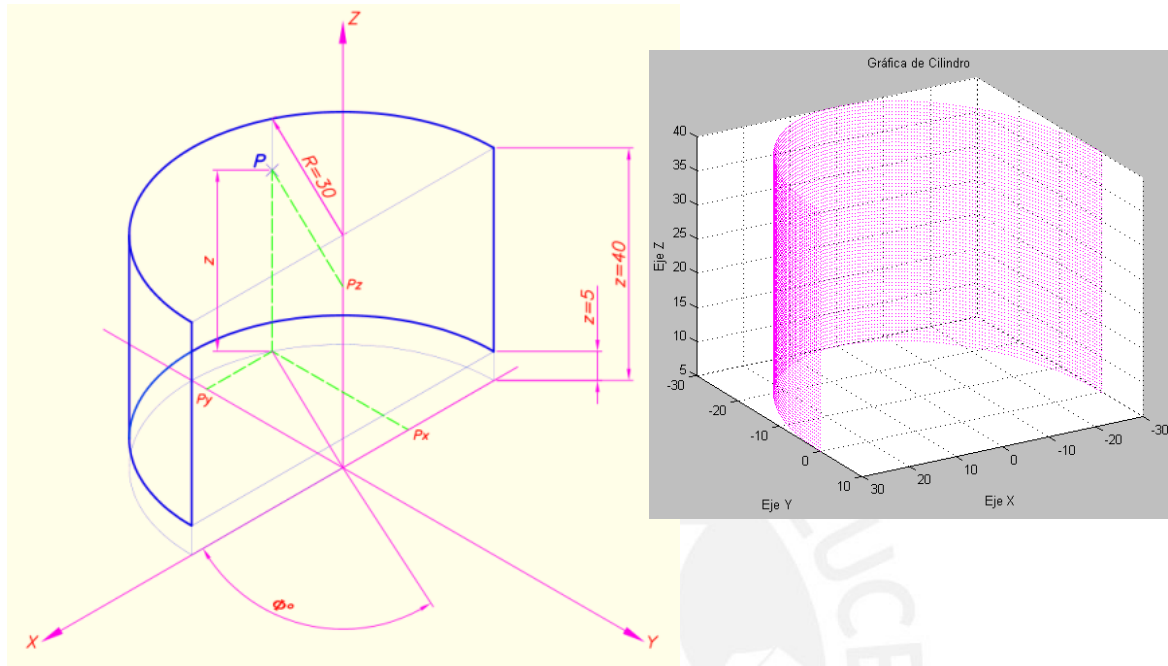 Z
P
R=30
z
Pz
z=5
z=40
Py
Px
Φ°
X
Y
Gráfica de Cilindro
Eje Z
40
35
30
25
20
15
10
5
-30
-20
-10
0
10
30
20
10
0
-10
-20
-30
Eje Y
Eje X
LUCE